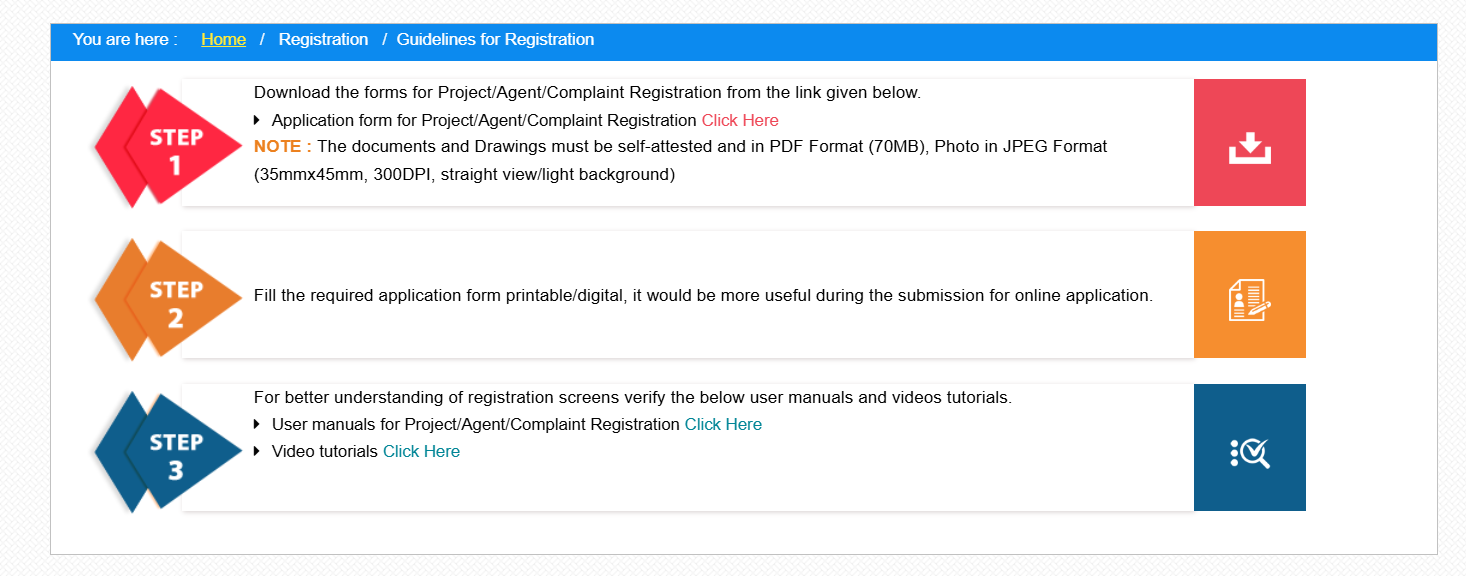 You are here : Home / Registration / Guidelines for Registration
STEP
1
Download the forms for Project/Agent/Complaint Registration from the link given below.
Application form for Project/Agent/Complaint Registration Click Here
NOTE : The documents and Drawings must be self-attested and in PDF Format (70MB), Photo in JPEG Format
(35mmx45mm, 300DPI, straight view/light background)
STEP
2
Fill the required application form printable/digital, it would be more useful during the submission for online application.
STEP
3
For better understanding of registration screens verify the below user manuals and videos tutorials.
User manuals for Project/Agent/Complaint Registration Click Here
Video tutorials Click Here